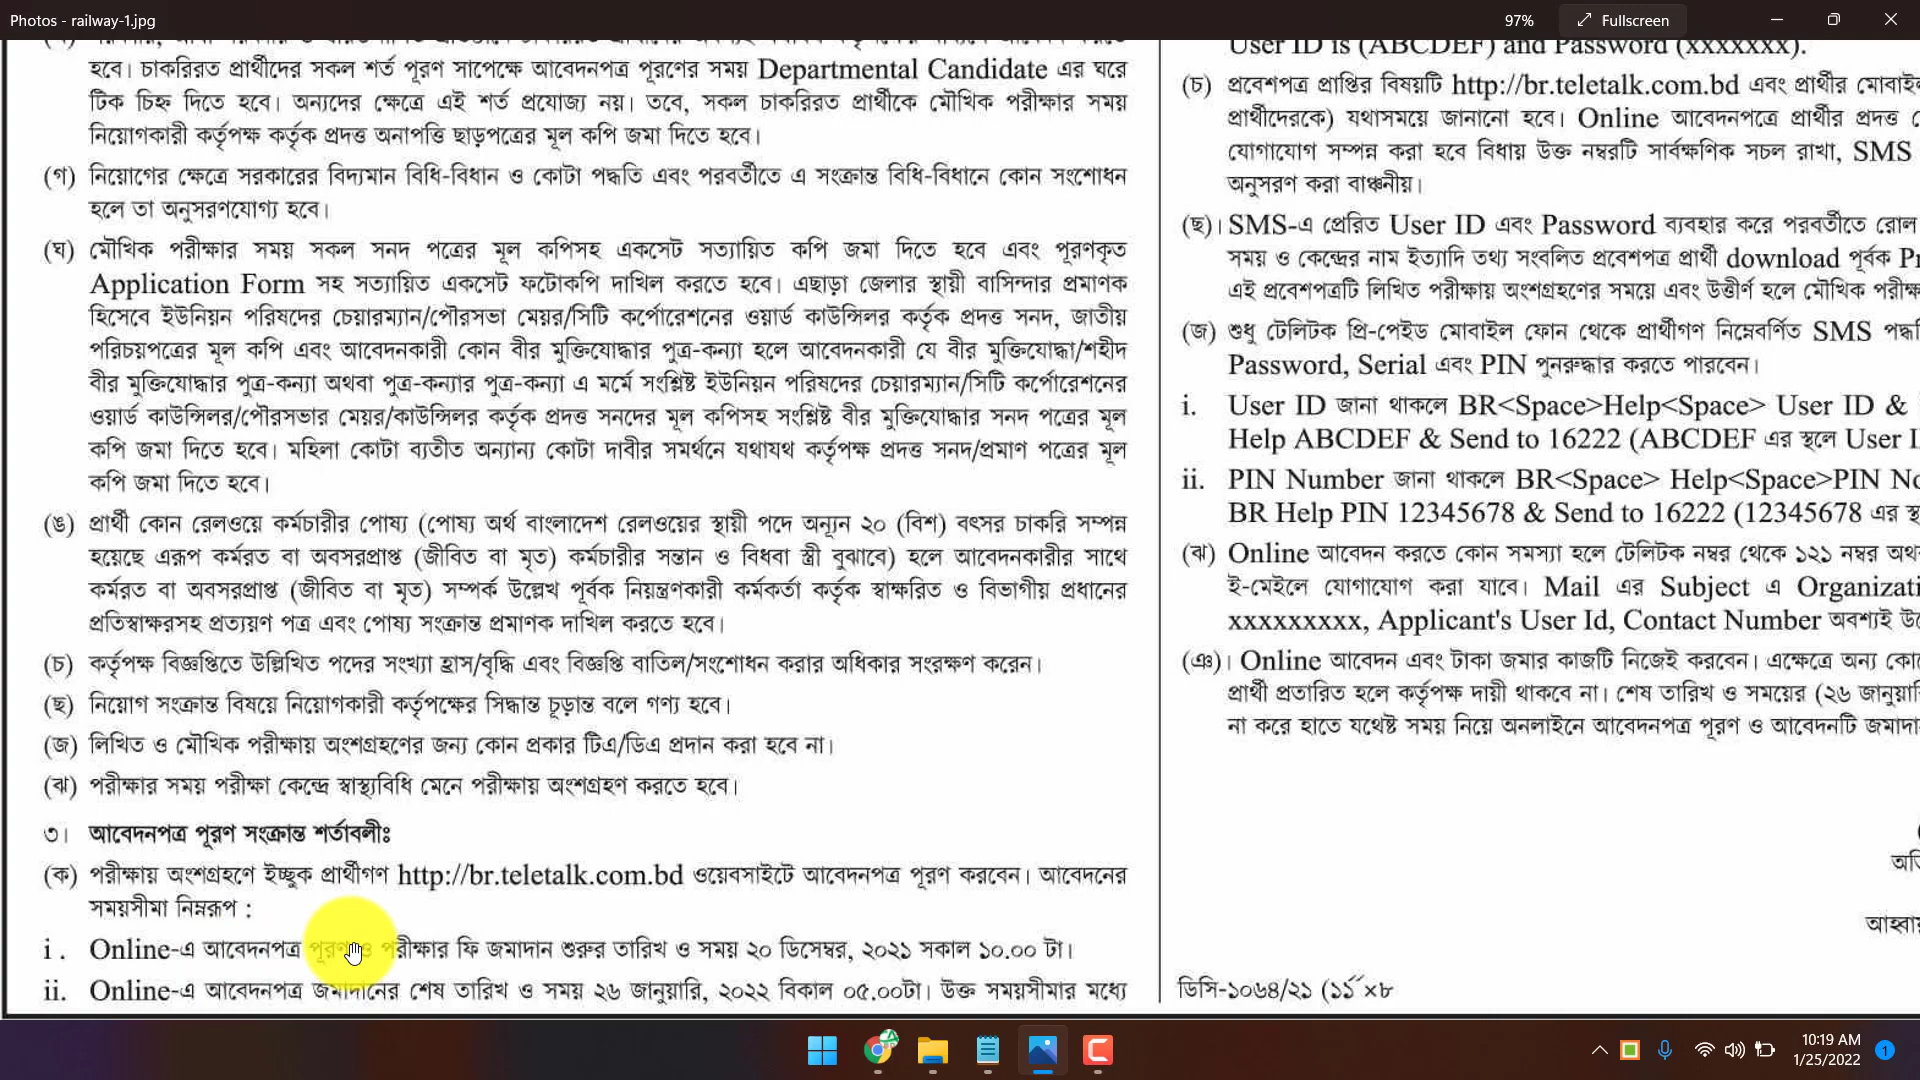 Photos - railway-1.jpg
97%
Fullscreen
হবে। চাকরিরত প্রার্থীদের সকল শর্ত পূরণ সাপেক্ষে আবেদনপত্র পূরণের সময় Departmental Candidate এর ঘরে
টিক চিহ্ন দিতে হবে। অন্যদের ক্ষেত্রে এই শর্ত প্রযোজ্য নয়। তবে, সকল চাকরিরত প্রার্থীকে মৌখিক পরীক্ষার সময়
নিয়োগকারী কর্তৃপক্ষ কর্তৃক প্রদত্ত অনাপত্তি ছাড়পত্রের মূল কপি জমা দিতে হবে।
(গ) নিয়োগের ক্ষেত্রে সরকারের বিদ্যমান বিধি-বিধান ও কোটা পদ্ধতি এবং পরবর্তীতে এ সংক্রান্ত বিধি-বিধানে কোন সংশোধন
হলে তা অনুসরণযোগ্য হবে।
(ঘ) মৌখিক পরীক্ষার সময় সকল সনদ পত্রের মূল কপিসহ একসেট সত্যায়িত কপি জমা দিতে হবে এবং পূরণকৃত
Application Form সহ সত্যায়িত একসেট ফটোকপি দাখিল করতে হবে। এছাড়া জেলার স্থায়ী বাসিন্দার প্রমাণক
হিসেবে ইউনিয়ন পরিষদের চেয়ারম্যান/পৌরসভা মেয়র/সিটি কর্পোরেশনের ওয়ার্ড কাউন্সিলর কর্তৃক প্রদত্ত সনদ, জাতীয়
পরিচয়পত্রের মূল কপি এবং আবেদনকারী কোন বীর মুক্তিযোদ্ধার পুত্র-কন্যা হলে আবেদনকারী যে বীর মুক্তিযোদ্ধা/শহীদ
বীর মুক্তিযোদ্ধার পুত্র-কন্যা অথবা পুত্র-কন্যার পুত্র-কন্যা এ মর্মে সংশ্লিষ্ট ইউনিয়ন পরিষদের চেয়ারম্যান/সিটি কর্পোরেশনের
ওয়ার্ড কাউন্সিলর/পৌরসভার মেয়র/কাউন্সিলর কর্তৃক প্রদত্ত সনদের মূল কপিসহ সংশ্লিষ্ট বীর মুক্তিযোদ্ধার সনদ পত্রের মূল
কপি জমা দিতে হবে। মহিলা কোটা ব্যতীত অন্যান্য কোটা দাবীর সমর্থনে যথাযথ কর্তৃপক্ষ প্রদত্ত সনদ/প্রমাণ পত্রের মূল
কপি জমা দিতে হবে।
(ঙ) প্রার্থী কোন রেলওয়ে কর্মচারীর পোষ্য (পোষ্য অর্থ বাংলাদেশ রেলওয়ের স্থায়ী পদে অন্যূন ২০ (বিশ) বৎসর চাকরি সম্পন্ন
হয়েছে এরূপ কর্মরত বা অবসরপ্রাপ্ত (জীবিত বা মৃত) কর্মচারীর সন্তান ও বিধবা স্ত্রী বুঝাবে) হলে আবেদনকারীর সাথে
কর্মরত বা অবসরপ্রাপ্ত (জীবিত বা মৃত) সম্পর্ক উল্লেখ পূর্বক নিয়ন্ত্রণকারী কর্মকর্তা কর্তৃক স্বাক্ষরিত ও বিভাগীয় প্রধানের
প্রতিস্বাক্ষরসহ প্রত্যয়ণ পত্র এবং পোষ্য সংক্রান্ত প্রমাণক দাখিল করতে হবে।
(চ) কর্তৃপক্ষ বিজ্ঞপ্তিতে উল্লিখিত পদের সংখ্যা হ্রাস/বৃদ্ধি এবং বিজ্ঞপ্তি বাতিল/সংশোধন করার অধিকার সংরক্ষণ করেন।
(ছ) নিয়োগ সংক্রান্ত বিষয়ে নিয়োগকারী কর্তৃপক্ষের সিদ্ধান্ত চূড়ান্ত বলে গণ্য হবে।
(জ) লিখিত ও মৌখিক পরীক্ষায় অংশগ্রহণের জন্য কোন প্রকার টিএ/ডিএ প্রদান করা হবে না।
(ঝ) পরীক্ষার সময় পরীক্ষা কেন্দ্রে স্বাস্থ্যবিধি মেনে পরীক্ষায় অংশগ্রহণ করতে হবে।
৩। আবেদনপত্র পূরণ সংক্রান্ত শর্তাবলীঃ
(ক) পরীক্ষায় অংশগ্রহণে ইচ্ছুক প্রার্থীগণ http://br.teletalk.com.bd ওয়েবসাইটে আবেদনপত্র পূরণ করবেন। আবেদনের
সময়সীমা নিম্নরূপ :
i . Online-এ আবেদনপত্র পূরণ ও পরীক্ষার ফি জমাদান শুরুর তারিখ ও সময় ২০ ডিসেম্বর, ২০২১ সকাল ১০.০০ টা।
ii. Online-এ আবেদনপত্র জমাদানের শেষ তারিখ ও সময় ২৬ জানুয়ারি, ২০২২ বিকাল ০৫.০০টা। উক্ত সময়সীমার মধ্যে
User ID is (ABCDEF) and Password (xxxxxxx).
(চ) প্রবেশপত্র প্রাপ্তির বিষয়টি http://br.teletalk.com.bd এবং প্রার্থীর
প্রার্থীদেরকে) যথাসময়ে জানানো হবে। Online আবেদনপত্রে প্রার্থীর প্রদত্ত
যোগাযোগ সম্পন্ন করা হবে বিধায় উক্ত নম্বরটি সার্বক্ষণিক সচল রাখা, SMS
অনুসরণ করা বাঞ্চনীয়।
(ছ)। SMS-এ প্রেরিত User ID এবং Password ব্যবহার করে পরবর্তীতে রোল
সময় ও কেন্দ্রের নাম ইত্যাদি তথ্য সংবলিত প্রবেশপত্র প্রার্থী download পূর্বক
এই প্রবেশপত্রটি লিখিত পরীক্ষায় অংশগ্রহণের সময়ে এবং উত্তীর্ণ হলে মৌখিক
(জ) শুধু টেলিটক প্রি-পেইড মোবাইল ফোন থেকে প্রার্থীগণ নিম্নেবর্ণিত SMS
Password, Serial এবং PIN পুনরুদ্ধার করতে পারবেন।
i. User ID জানা থাকলে BR<Space>Help<Space> User ID &
Help ABCDEF & Send to 16222 (ABCDEF এর স্থলে User
ii. PIN Number জানা থাকলে BR<Space> Help<Space>PIN
BR Help PIN 12345678 & Send to 16222 (12345678 এর
(ঝ) Online আবেদন করতে কোন সমস্যা হলে টেলিটক নম্বর থেকে ১২১ নম্বর
ই-মেইলে যোগাযোগ করা যাবে। Mail এর Subject এ
xxxxxxxxx, Applicant's User Id, Contact Number অবশ্যই
(ঞ)। Online আবেদন এবং টাকা জমার কাজটি নিজেই করবেন। এক্ষেত্রে অন্য
প্রার্থী প্রতারিত হলে কর্তৃপক্ষ দায়ী থাকবে না। শেষ তারিখ ও সময়ের (২৬
না করে হাতে যথেষ্ট সময় নিয়ে অনলাইনে আবেদনপত্র পূরণ ও আবেদনটি
ডিসি-১০৬৪/২১ (১১˝×৮
10:19 AM
1/25/2022
1